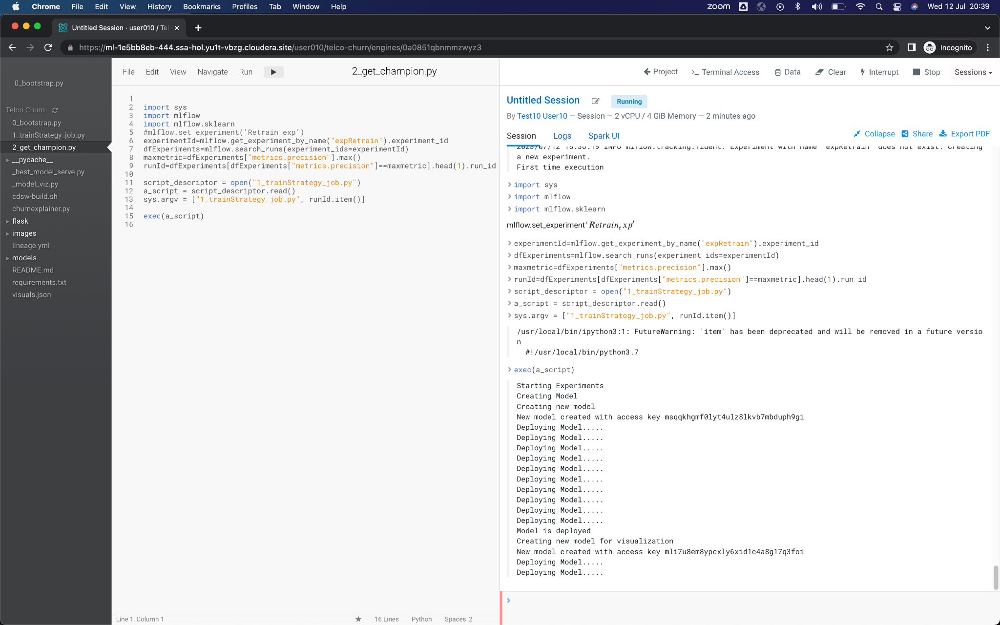 Chrome File Edit View History Bookmarks Profiles Tab Window Help zoom Wed 12 Jul 20:39
Untitled Session · user010 / Tel
https://ml-1e5bb8eb-444.ssa-hol.yu1t-vbzg.cloudera.site/user010/telco-churn/engines/0a0851qbnmmzwyz3 Incognito
0_bootstrap.py
Telco Churn
0_bootstrap.py
1_trainStrategy_job.py
2_get_champion.py
__pycache__
_best_model_serve.py
_model_viz.py
cdsw-build.sh
churnexplainer.py
flask
images
lineage.yml
models
README.md
requirements.txt
visuals.json
File Edit View Navigate Run 2_get_champion.py
1
2 import sys
3 import mlflow
4 import mlflow.sklearn
5 #mlflow.set_experiment('Retrain_exp')
6 experimentId=mlflow.get_experiment_by_name("expRetrain").experiment_id
7 dfExperiments=mlflow.search_runs(experiment_ids=experimentId)
8 maxmetric=dfExperiments["metrics.precision"].max()
9 runId=dfExperiments[dfExperiments["metrics.precision"]==maxmetric].head(1).run_id
10
11 script_descriptor = open("1_trainStrategy_job.py")
12 a_script = script_descriptor.read()
13 sys.argv = ["1_trainStrategy_job.py", runId.item()]
14
15 exec(a_script)
16
Line 1, Column 1 ★ 16 Lines Python Spaces 2
Project Terminal Access Data Clear Interrupt Stop Sessions
Untitled Session Running
By Test10 User10 — Session — 2 vCPU / 4 GiB Memory — 2 minutes ago
Session Logs Spark UI Collapse Share Export PDF
2023/07/12 18:36:19 INFO mlflow.tracking.fluent: Experiment with name 'expRetrain' does not exist. Creating
a new experiment.
First time execution
> import sys
> import mlflow
> import mlflow.sklearn
mlflow.set_experiment‘Retrainₑxp′
> experimentId=mlflow.get_experiment_by_name("expRetrain").experiment_id
> dfExperiments=mlflow.search_runs(experiment_ids=experimentId)
> maxmetric=dfExperiments["metrics.precision"].max()
> runId=dfExperiments[dfExperiments["metrics.precision"]==maxmetric].head(1).run_id
> script_descriptor = open("1_trainStrategy_job.py")
> a_script = script_descriptor.read()
> sys.argv = ["1_trainStrategy_job.py", runId.item()]
/usr/local/bin/ipython3:1: FutureWarning: `item` has been deprecated and will be removed in a future versio
n
#!/usr/local/bin/python3.7
> exec(a_script)
Starting Experiments
Creating Model
Creating new model
New model created with access key msqqkhgmf0lyt4ulz8lkvb7mbduph9gi
Deploying Model.....
Deploying Model.....
Deploying Model.....
Deploying Model.....
Deploying Model.....
Deploying Model.....
Deploying Model.....
Deploying Model.....
Deploying Model.....
Deploying Model.....
Model is deployed
Creating new model for visualization
New model created with access key mli7u8em8ypcxly6xid1c4a8g17q3foi
Deploying Model.....
Deploying Model.....
>